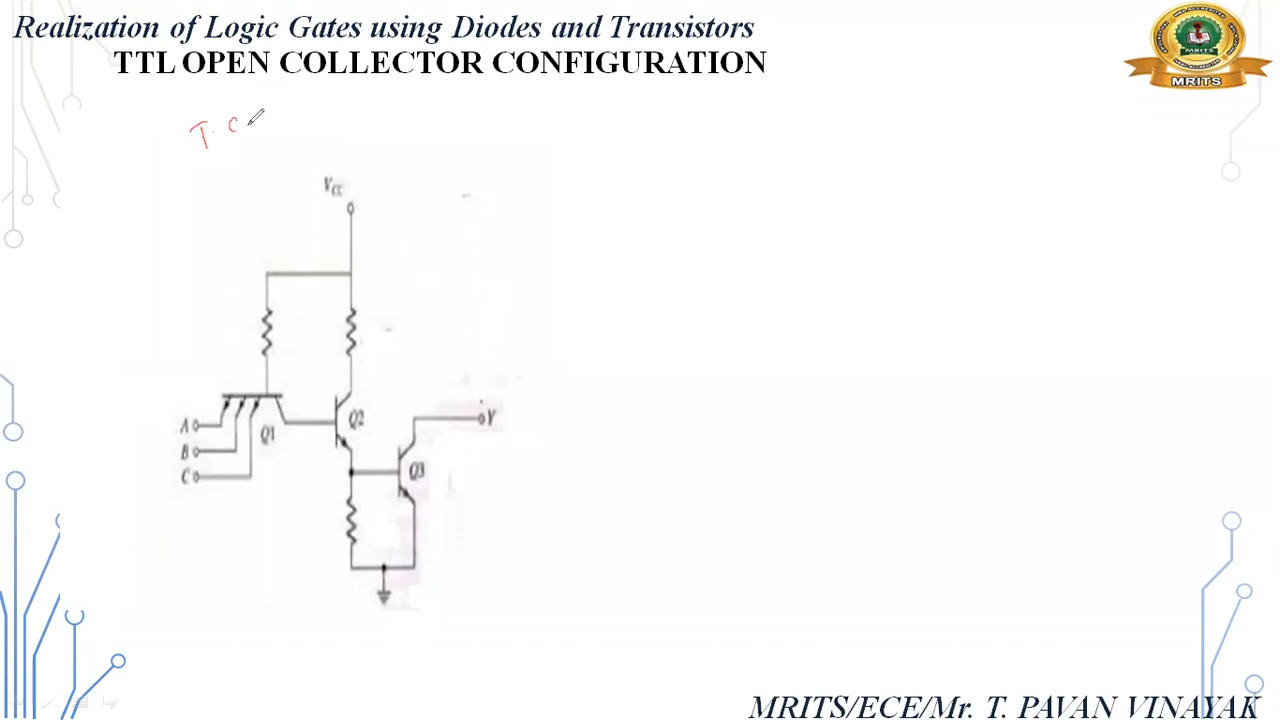 Realization of Logic Gates using Diodes and Transistors
TTL OPEN COLLECTOR CONFIGURATION
MRITS
T. C
VCC
A
B
C
Q1
Q2
Y
Q3
MRITS/ECE/Mr. T. PAVAN VINAYAK